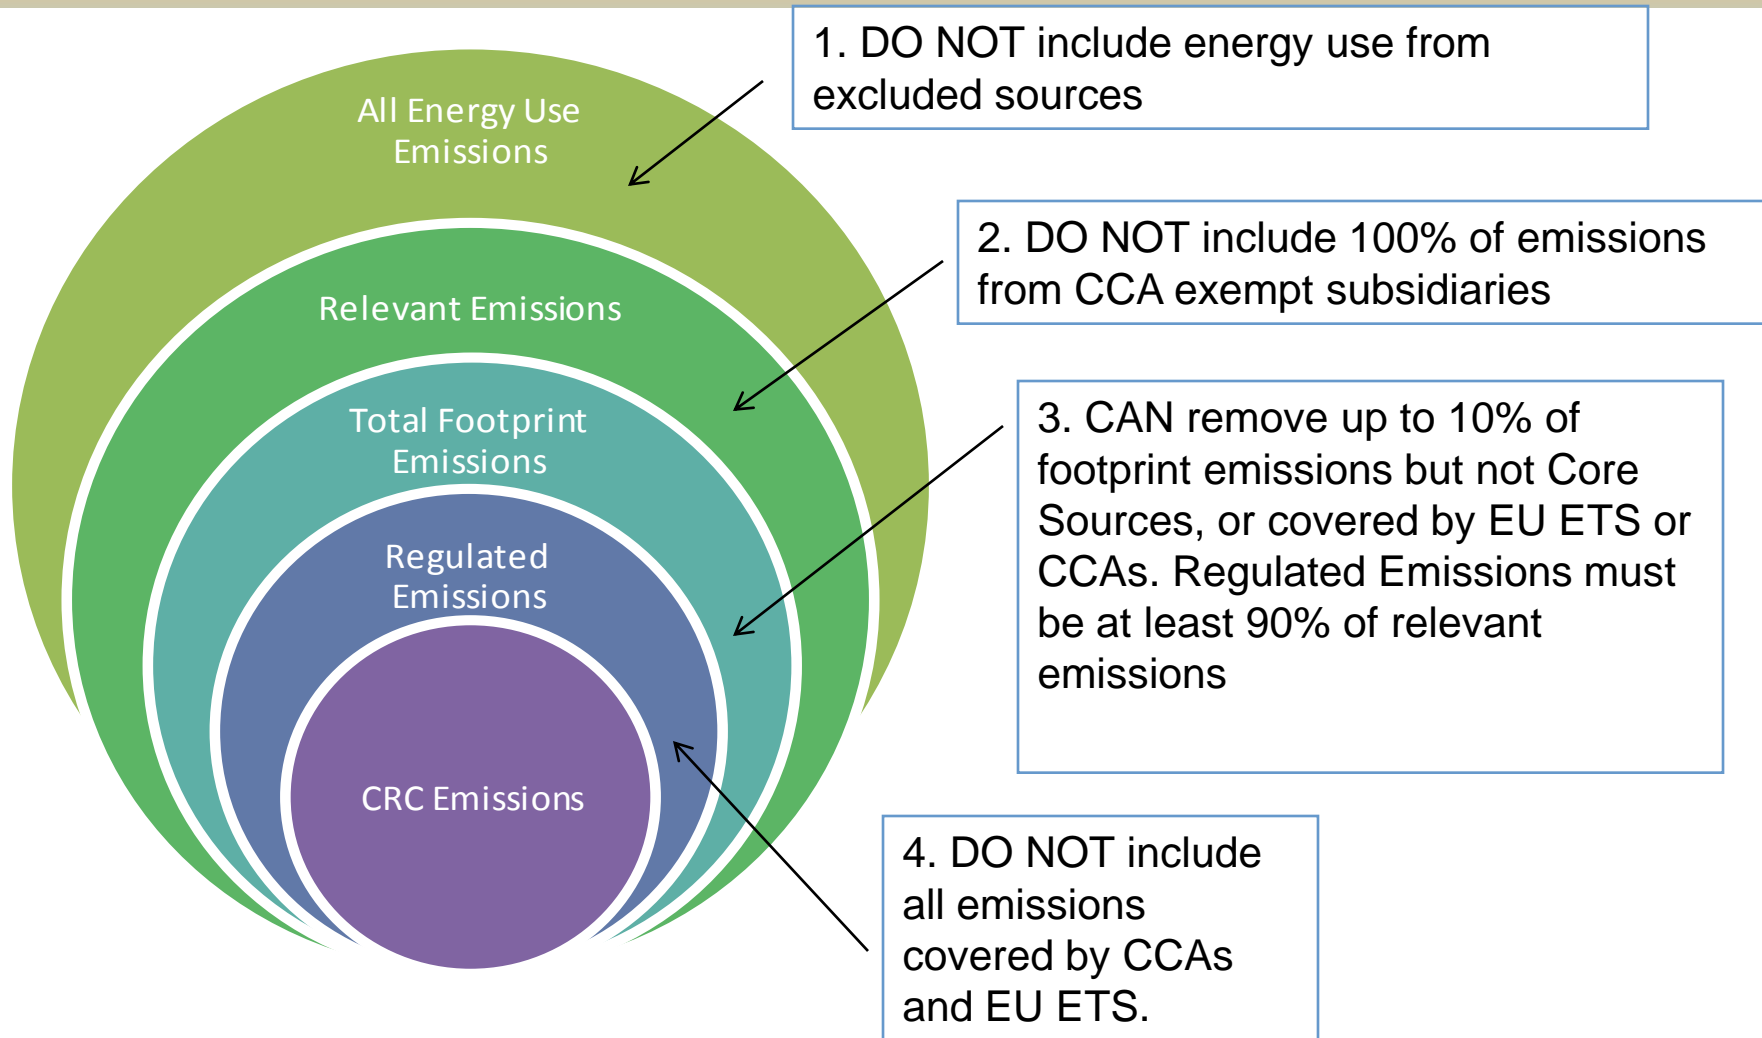 1. DO NOT include energy use from
excluded sources
All Energy Use
Emissions
2. DO NOT include 100% of emissions
from CCA exempt subsidiaries
Relevant Emissions
3. CAN remove up to 10% of
footprint emissions but not Core
Sources, or covered by EU ETS or
CCAs. Regulated Emissions must
be at least 90% of relevant
emissions
Total Footprint
Emissions
Regulated
Emissions
CRC Emissions
4. DO NOT include
all emissions
covered by CCAs
and EU ETS.